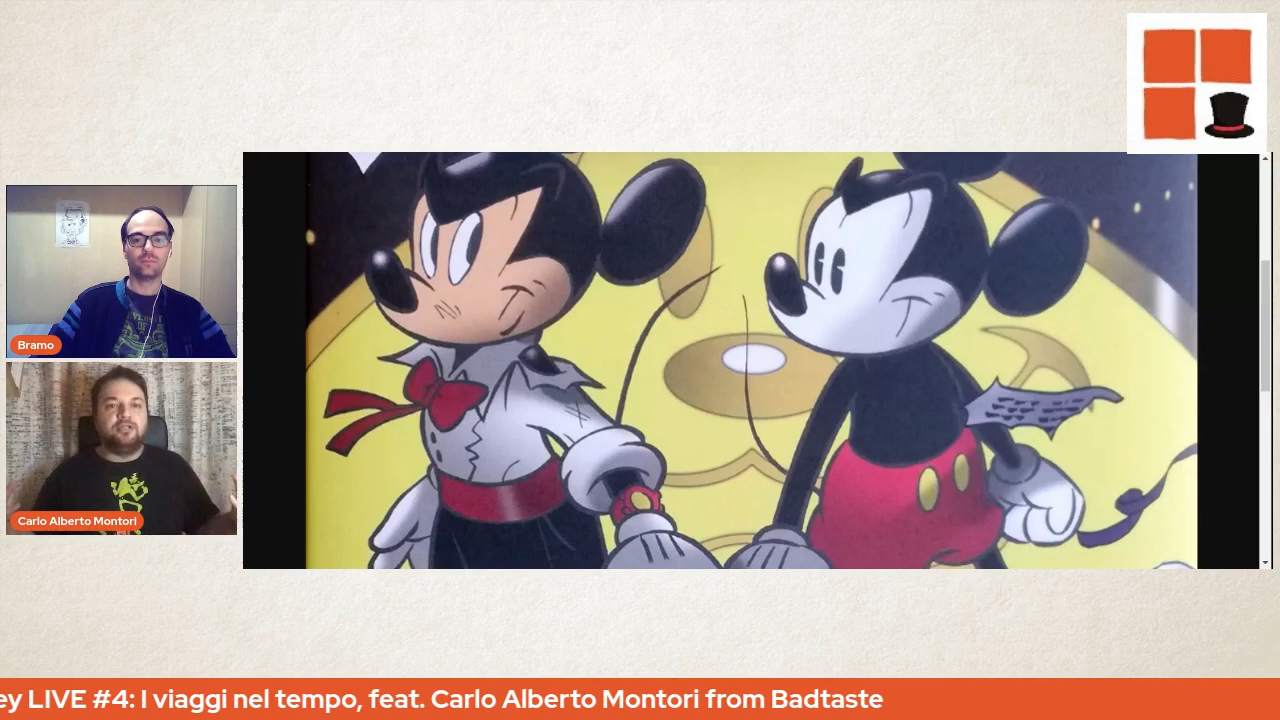 Bramo
Carlo Alberto Montori
ey LIVE #4: I viaggi nel tempo, feat. Carlo Alberto Montori from Badtaste